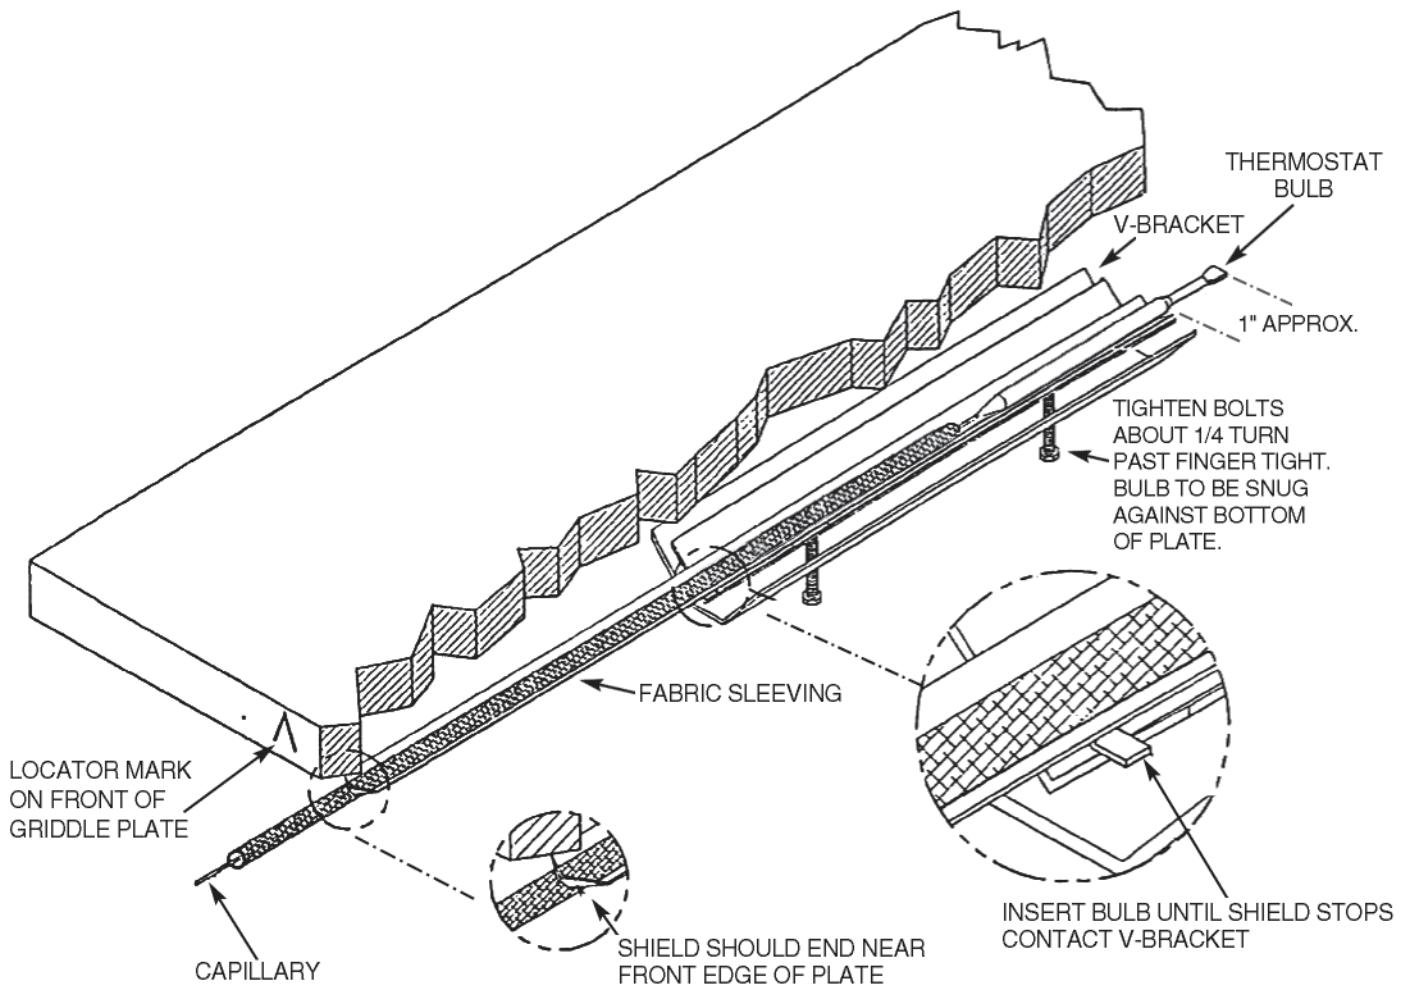 THERMOSTAT
BULB
V-BRACKET
1" APPROX.
TIGHTEN BOLTS
ABOUT 1/4 TURN
PAST FINGER TIGHT.
BULB TO BE SNUG
AGAINST BOTTOM
OF PLATE.
FABRIC SLEEVING
LOCATOR MARK
ON FRONT OF
GRIDDLE PLATE
INSERT BULB UNTIL SHIELD STOPS
CONTACT V-BRACKET
SHIELD SHOULD END NEAR
FRONT EDGE OF PLATE
CAPILLARY